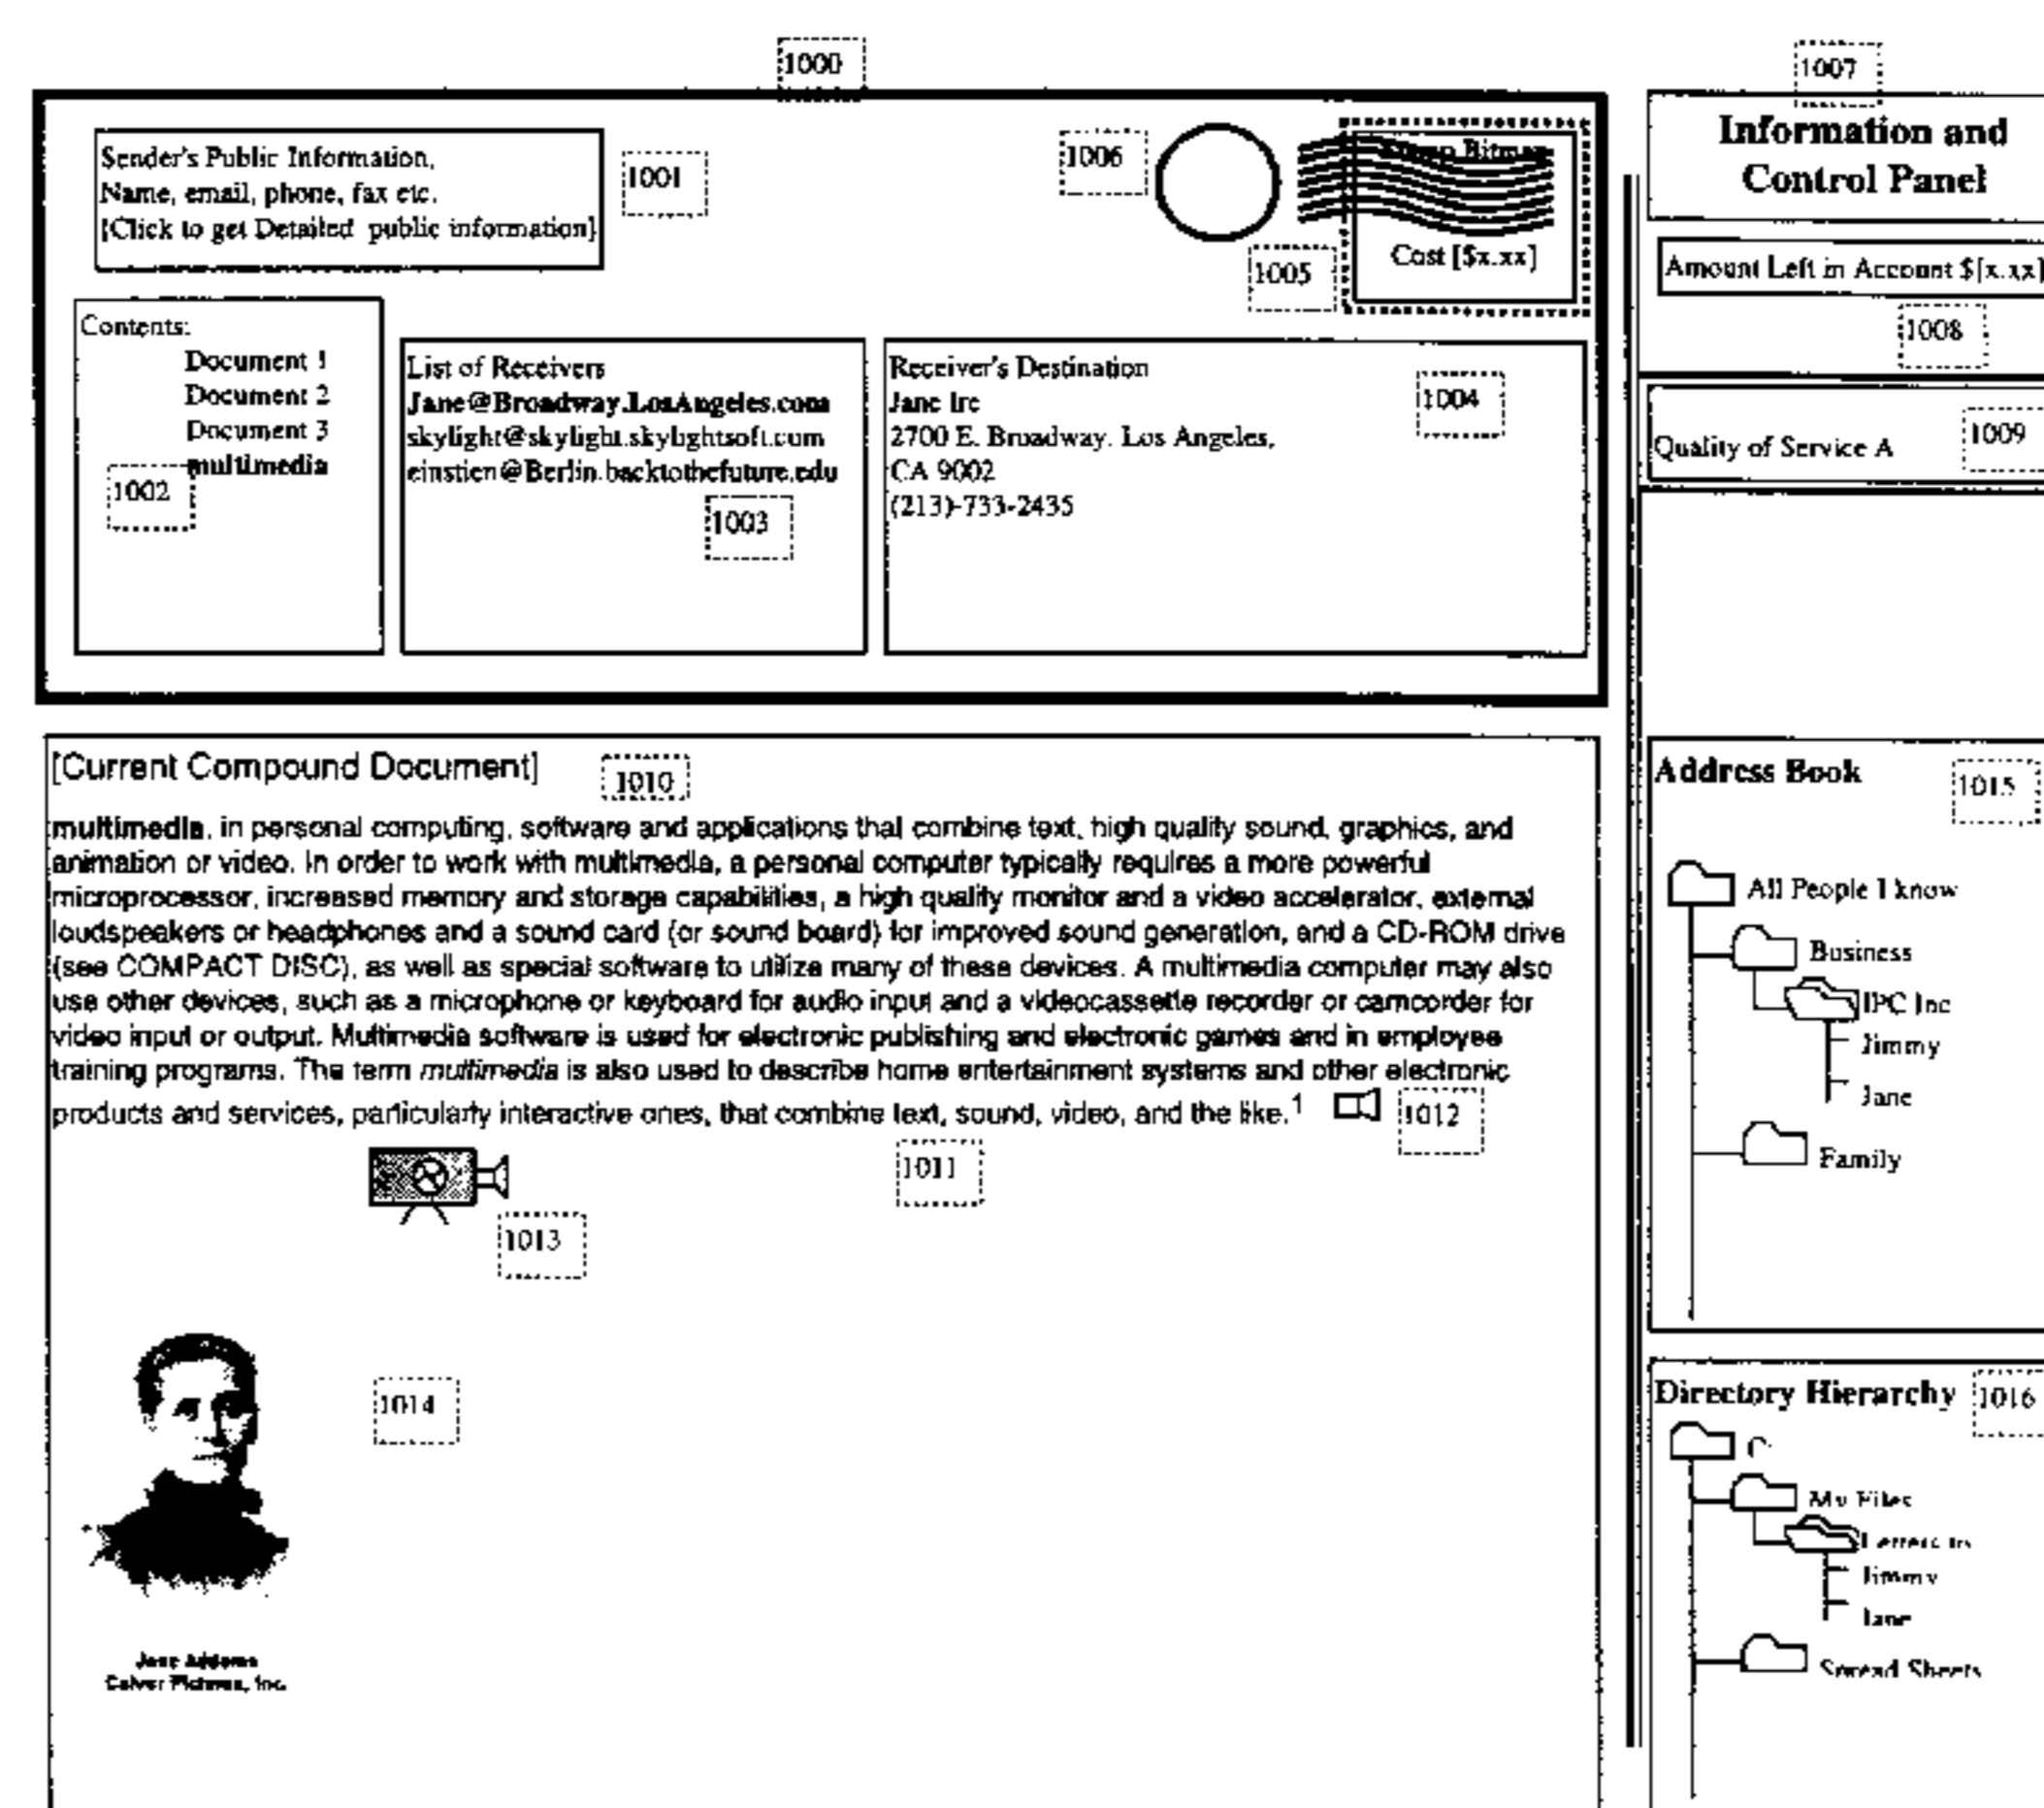 1000
1007
Sender's Public Information,
Name, email, phone, fax etc.
[Click to get Detailed public information]
1001
1006
Bitmap
Cost [$x.xx]
1005
Information and
Control Panel
Amount Left in Account $[x.xx]
1008
Contents:
Document 1
Document 2
Document 3
multimedia
1002
List of Receivers
Jane@Broadway.LosAngeles.com
skylight@skylight.skylightsoft.com
einstien@Berlin.backtothefuture.edu
1003
Receiver's Destination
Jane Ire
2700 E. Broadway. Los Angeles,
CA 9002
(213)-733-2435
1004
Quality of Service A
1009
[Current Compound Document]
1010
multimedia, in personal computing, software and applications that combine text, high quality sound, graphics, and
animation or video. In order to work with multimedia, a personal computer typically requires a more powerful
microprocessor, increased memory and storage capabilities, a high quality monitor and a video accelerator, external
loudspeakers or headphones and a sound card (or sound board) for improved sound generation, and a CD-ROM drive
(see COMPACT DISC), as well as special software to utilize many of these devices. A multimedia computer may also
use other devices, such as a microphone or keyboard for audio input and a videocassette recorder or camcorder for
video input or output. Multimedia software is used for electronic publishing and electronic games and in employee
training programs. The term multimedia is also used to describe home entertainment systems and other electronic
products and services, particularly interactive ones, that combine text, sound, video, and the like.1
1012
1011
1013
1014
Jane Addams
Culver Pictures, Inc.
Address Book
1015
All People I know
Business
IPC Inc
Jimmy
Jane
Family
Directory Hierarchy
1016
My Files
Letters to
Jimmy
Jane
Spread Sheets